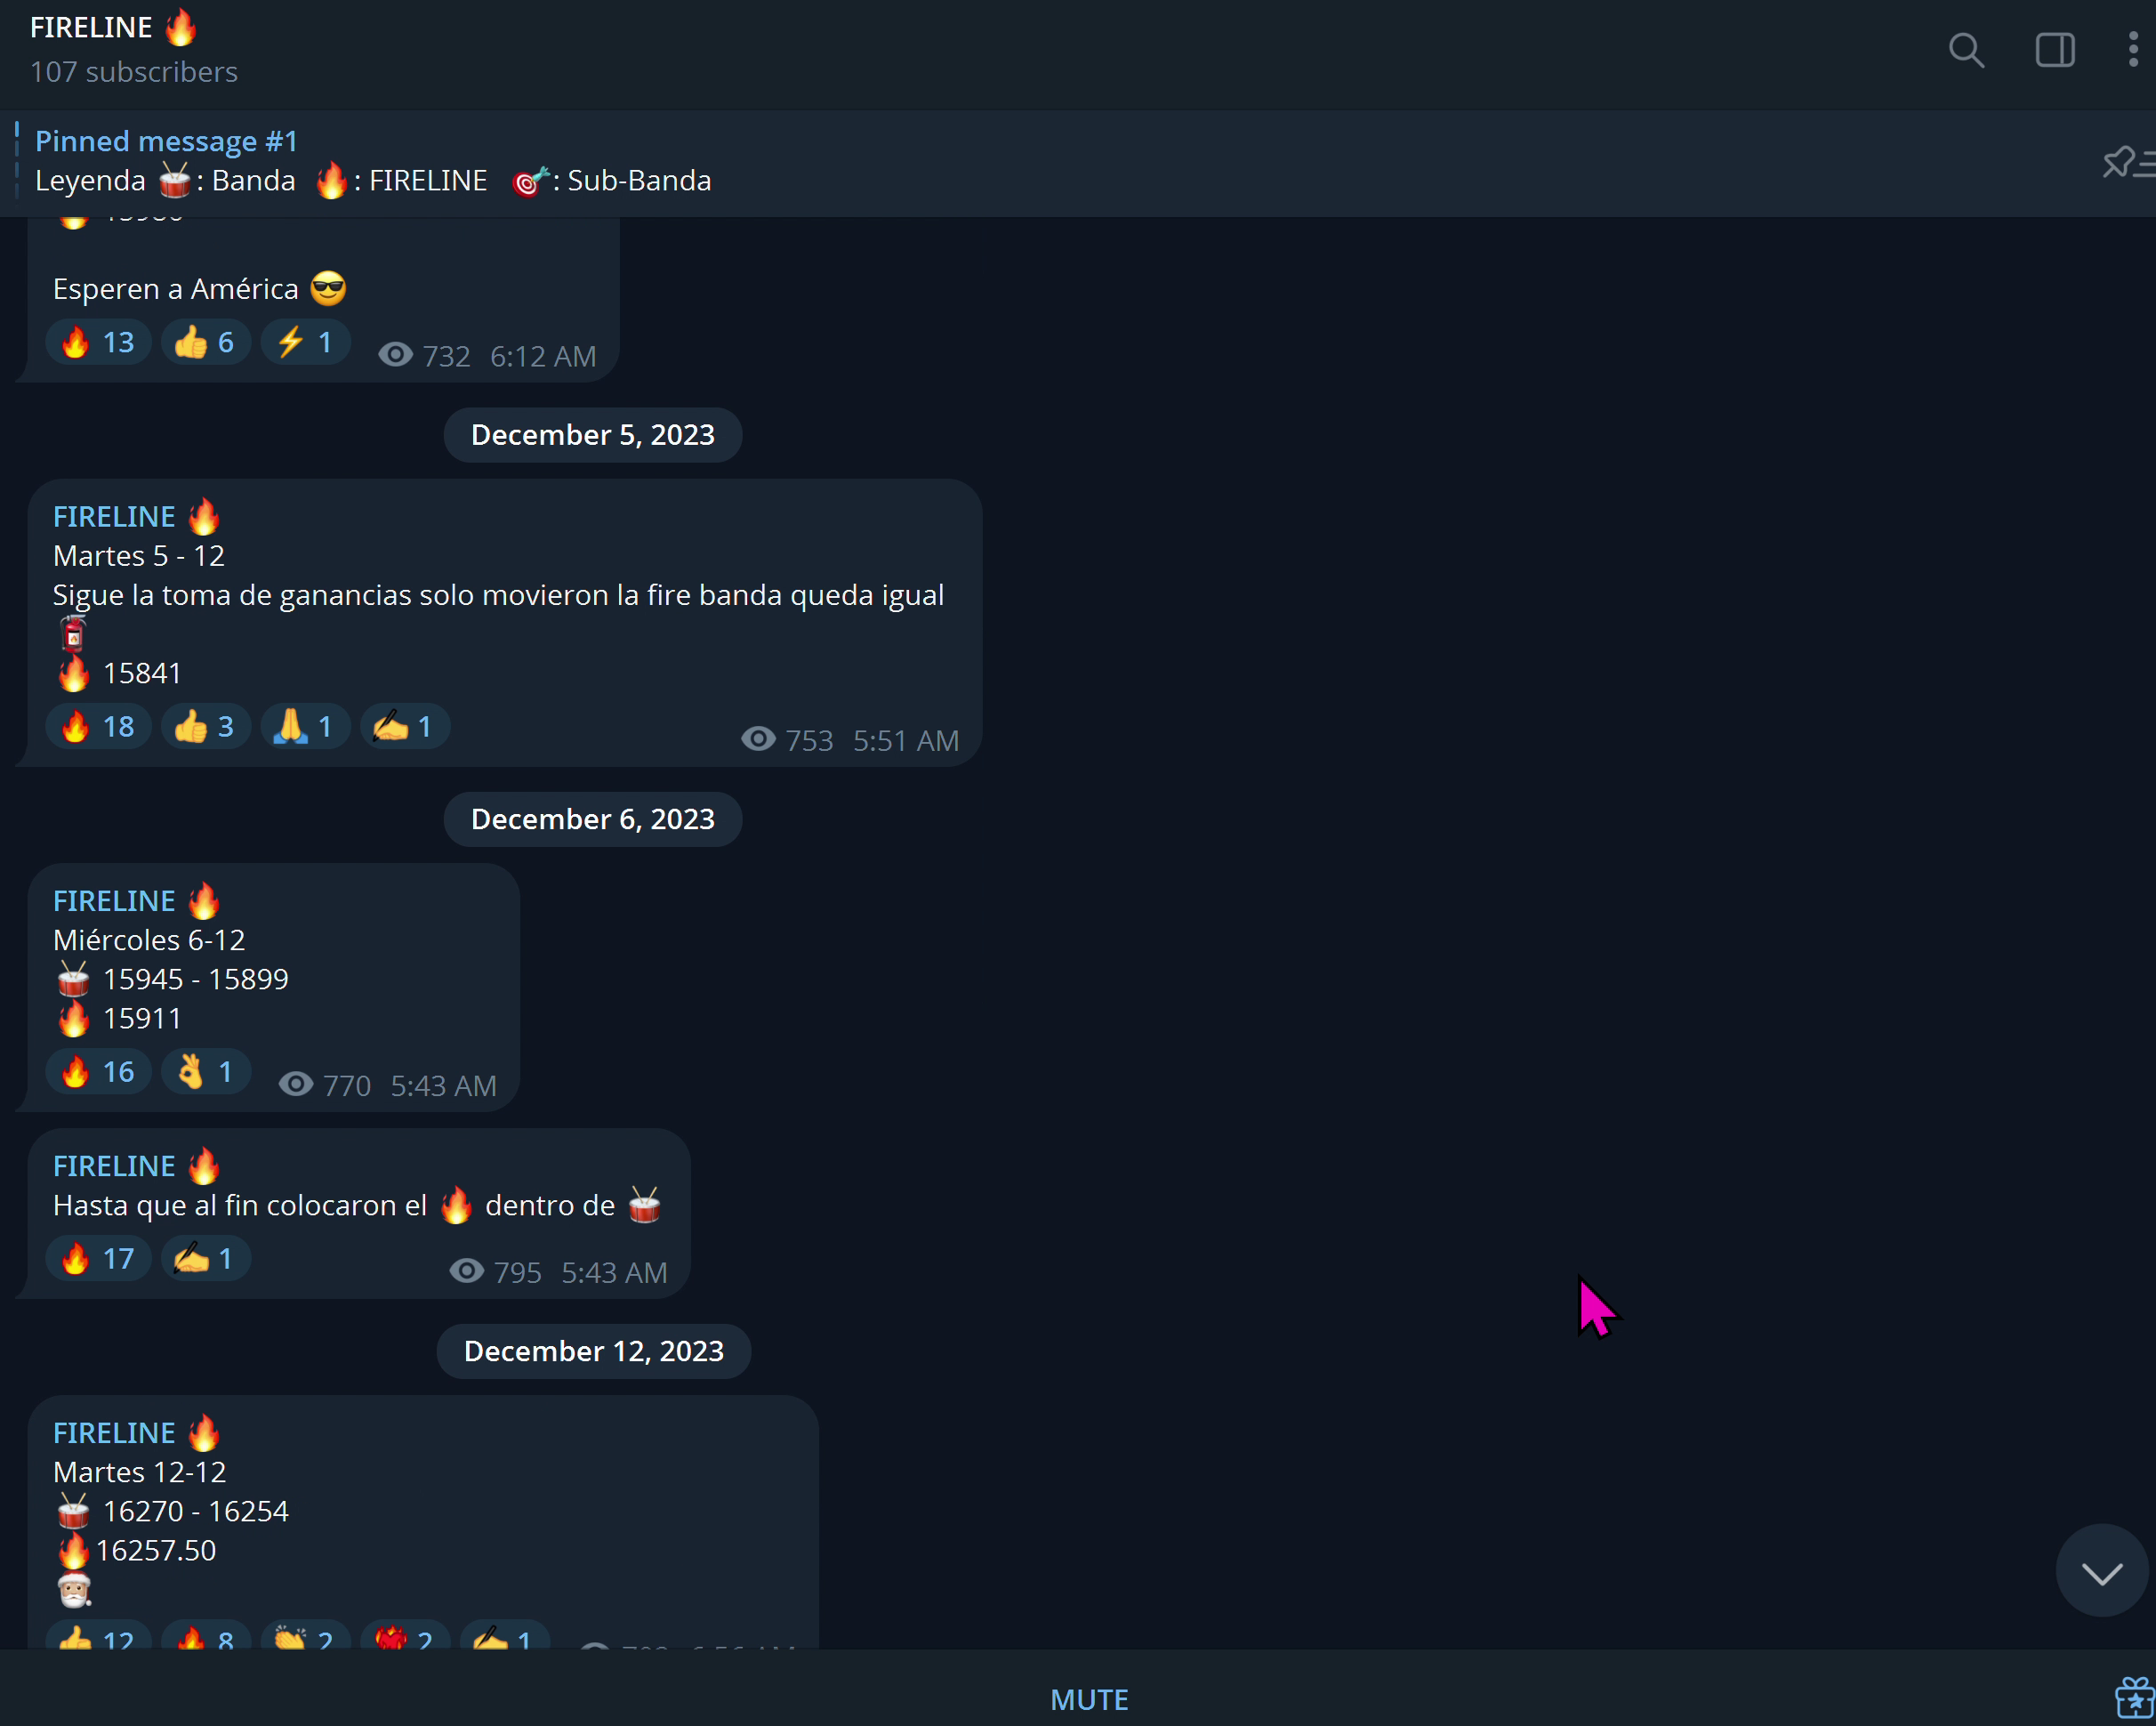 FIRELINE 🔥
107 subscribers
Pinned message #1
Leyenda 🥁: Banda 🔥: FIRELINE 🎯: Sub-Banda
Esperen a América 😎
🔥 13 👍 6 ⚡ 1 732 6:12 AM
December 5, 2023
FIRELINE 🔥
Martes 5 - 12
Sigue la toma de ganancias solo movieron la fire banda queda igual
🧯
🔥 15841
🔥 18 👍 3 🙏 1 ✍ 1 753 5:51 AM
December 6, 2023
FIRELINE 🔥
Miércoles 6-12
🥁 15945 - 15899
🔥 15911
🔥 16 👌 1 770 5:43 AM
FIRELINE 🔥
Hasta que al fin colocaron el 🔥 dentro de 🥁
🔥 17 ✍ 1 795 5:43 AM
December 12, 2023
FIRELINE 🔥
Martes 12-12
🥁 16270 - 16254
🔥16257.50
🎅🏼
👍 12 🔥 8 👏 2 2 ✍ 1
MUTE